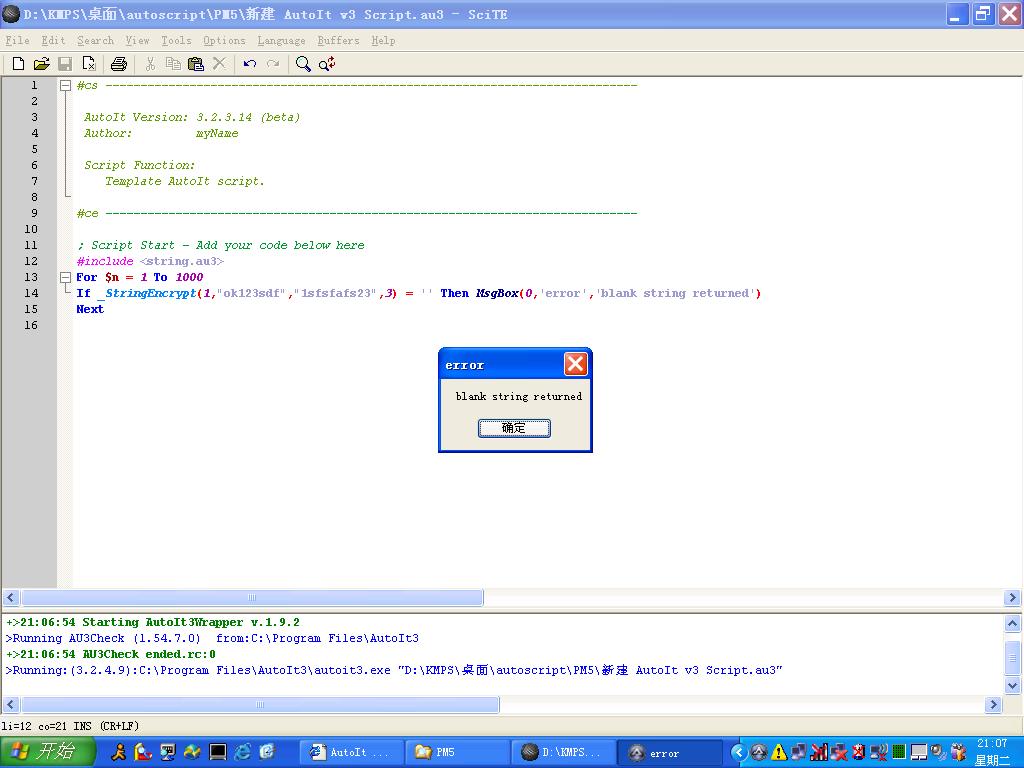 D:\KMPS\桌面\autoscript\PM5\新建 AutoIt v3 Script.au3 - SciTE
File Edit Search View Tools Options Language Buffers Help
1 #cs ----------------------------------------------------------------------------
2
3 AutoIt Version: 3.2.3.14 (beta)
4 Author: myName
5
6 Script Function:
7 Template AutoIt script.
8
9 #ce ----------------------------------------------------------------------------
10
11 ; Script Start - Add your code below here
12 #include <string.au3>
13 For $n = 1 To 1000
14 If _StringEncrypt(1,"ok123sdf","1sfsfafs23",3) = '' Then MsgBox(0,'error','blank string returned')
15 Next
16
error
blank string returned
确定
+>21:06:54 Starting AutoIt3Wrapper v.1.9.2
>Running AU3Check (1.54.7.0) from:C:\Program Files\AutoIt3
+>21:06:54 AU3Check ended.rc:0
>Running:(3.2.4.9):C:\Program Files\AutoIt3\autoit3.exe "D:\KMPS\桌面\autoscript\PM5\新建 AutoIt v3 Script.au3"
li=12 co=21 INS (CR+LF)
开始 AutoIt ... PM5 D:\KMPS... error 21:07
星期二